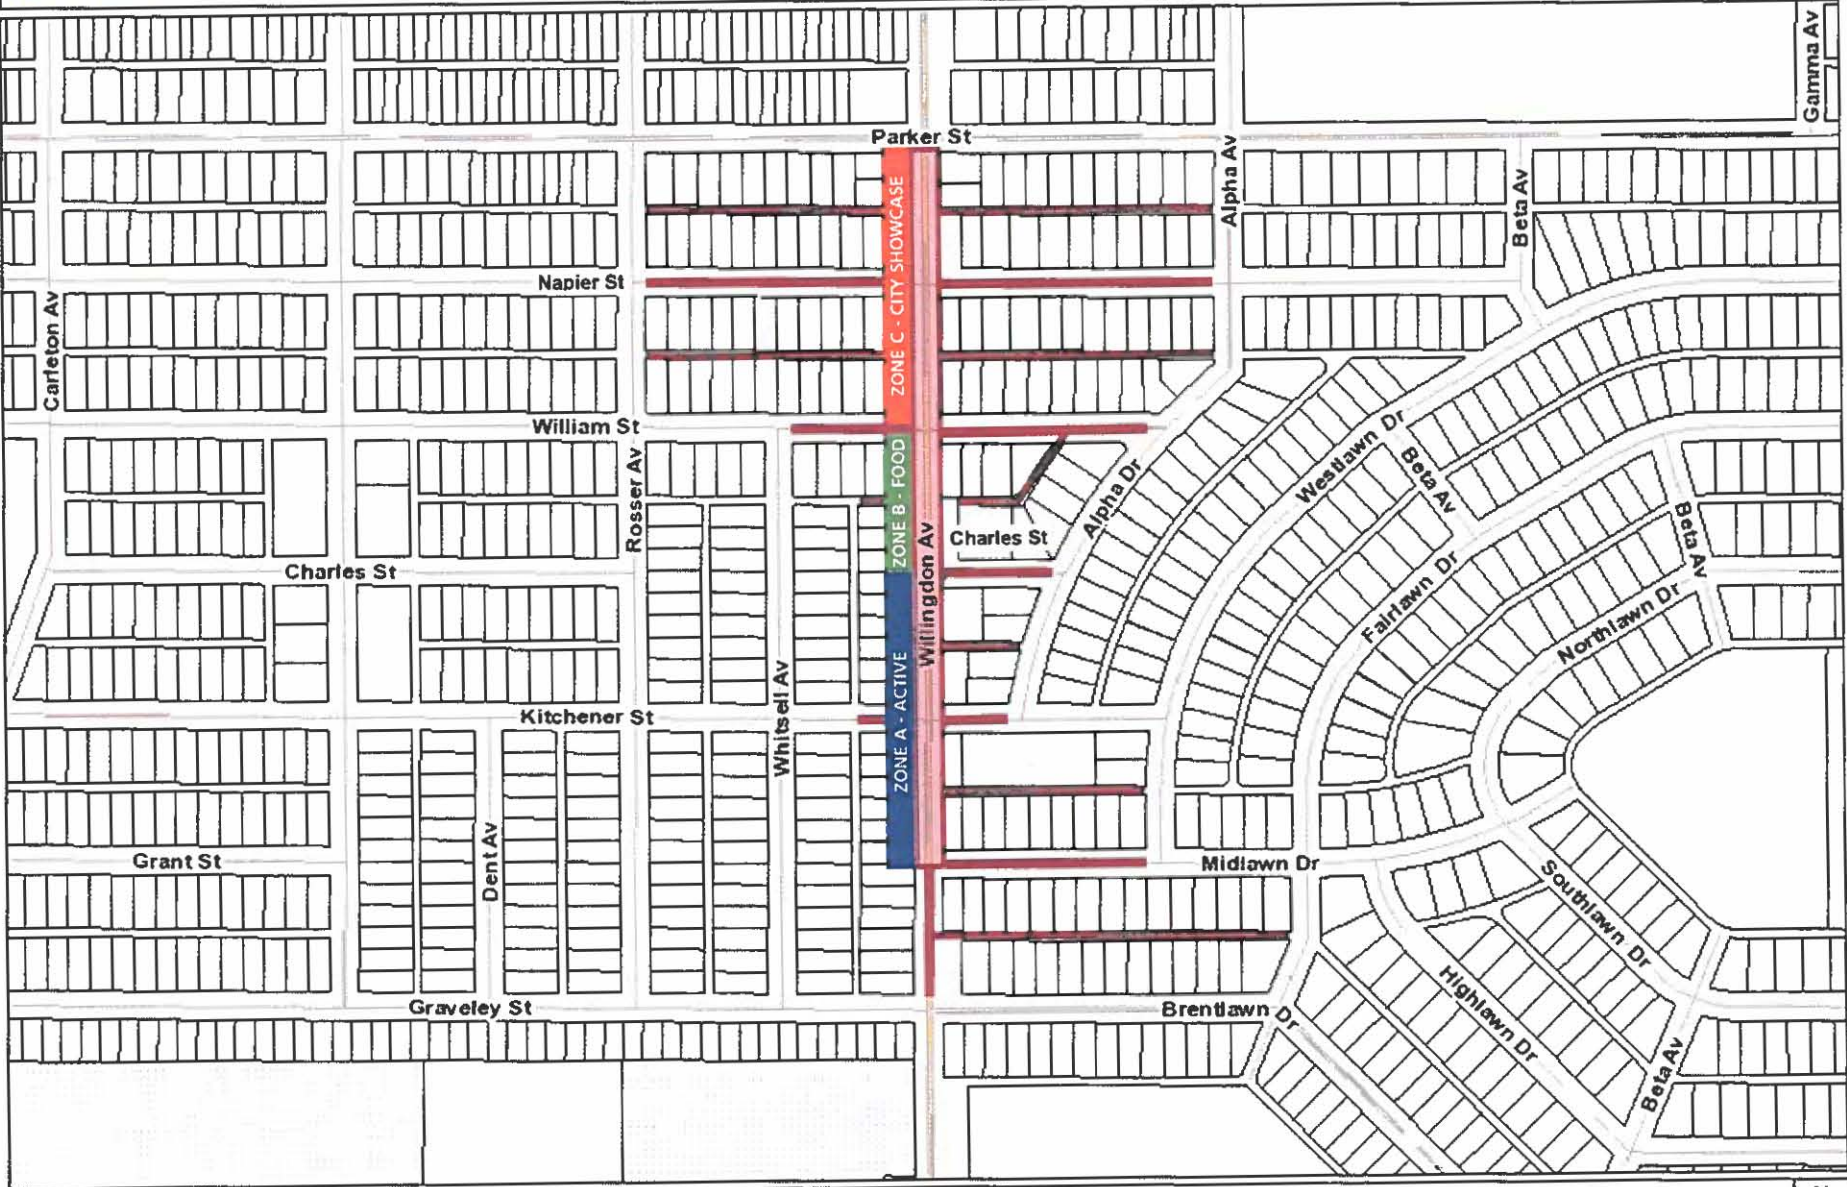 Gamma Av
Parker St
Alpha Av
Beta Av
ZONE C - CITY SHOWCASE
Napier St
Carleton Av
William St
Westlawn Dr
Beta Av
Rosser Av
ZONE B - FOOD
Alpha Dr
Charles St
Willingdon Av
Beta Av
Charles St
Fairlawn Dr
Northlawn Dr
Whitsell Av
ZONE A - ACTIVE
Kitchener St
Dent Av
Grant St
Midlawn Dr
Southlawn Dr
Highlawn Dr
Graveley St
Brentlawn Dr
Beta Av